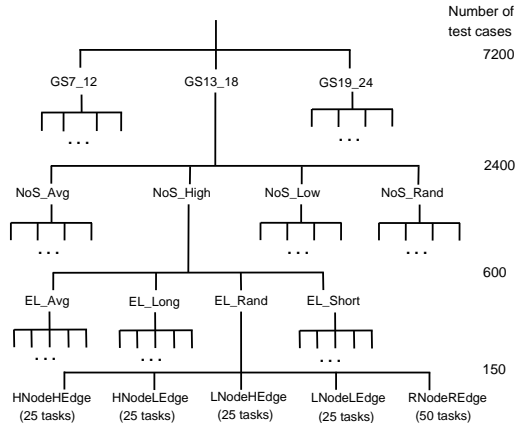 Number of
test cases
7200
GS7_12 GS13_18 GS19_24
. . . . . .
2400
NoS_Avg NoS_High NoS_Low NoS_Rand
. . . . . . . . .
600
EL_Avg EL_Long EL_Rand EL_Short
. . . . . . . . .
150
HNodeHEdge HNodeLEdge LNodeHEdge LNodeLEdge RNodeREdge
(25 tasks) (25 tasks) (25 tasks) (25 tasks) (50 tasks)